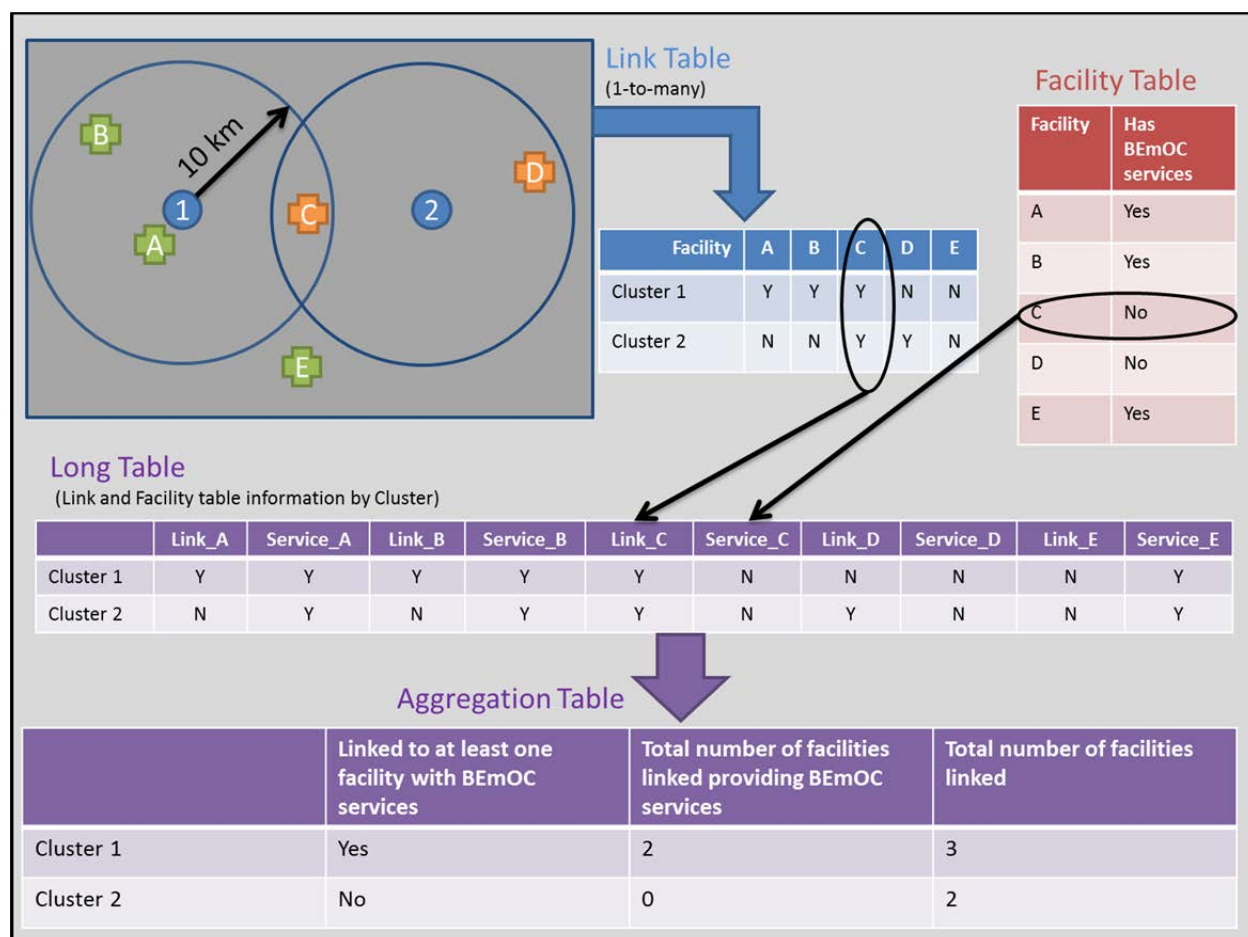 Link Table
(1-to-many)
Facility Table
B
10 km
D
1
C
2
A
E
Facility A B C D E
Cluster 1 Y Y Y N N
Cluster 2 N N Y Y N
Facility Has
BEmOC
services
A Yes
B Yes
C No
D No
E Yes
Long Table
(Link and Facility table information by Cluster)
Link_A Service_A Link_B Service_B Link_C Service_C Link_D Service_D Link_E Service_E
Cluster 1 Y Y Y Y Y N N N N Y
Cluster 2 N Y N Y Y N Y N N Y
Aggregation Table
Linked to at least one
facility with BEmOC
services
Total number of facilities
linked providing BEmOC
services
Total number of facilities
linked
Cluster 1 Yes 2 3
Cluster 2 No 0 2